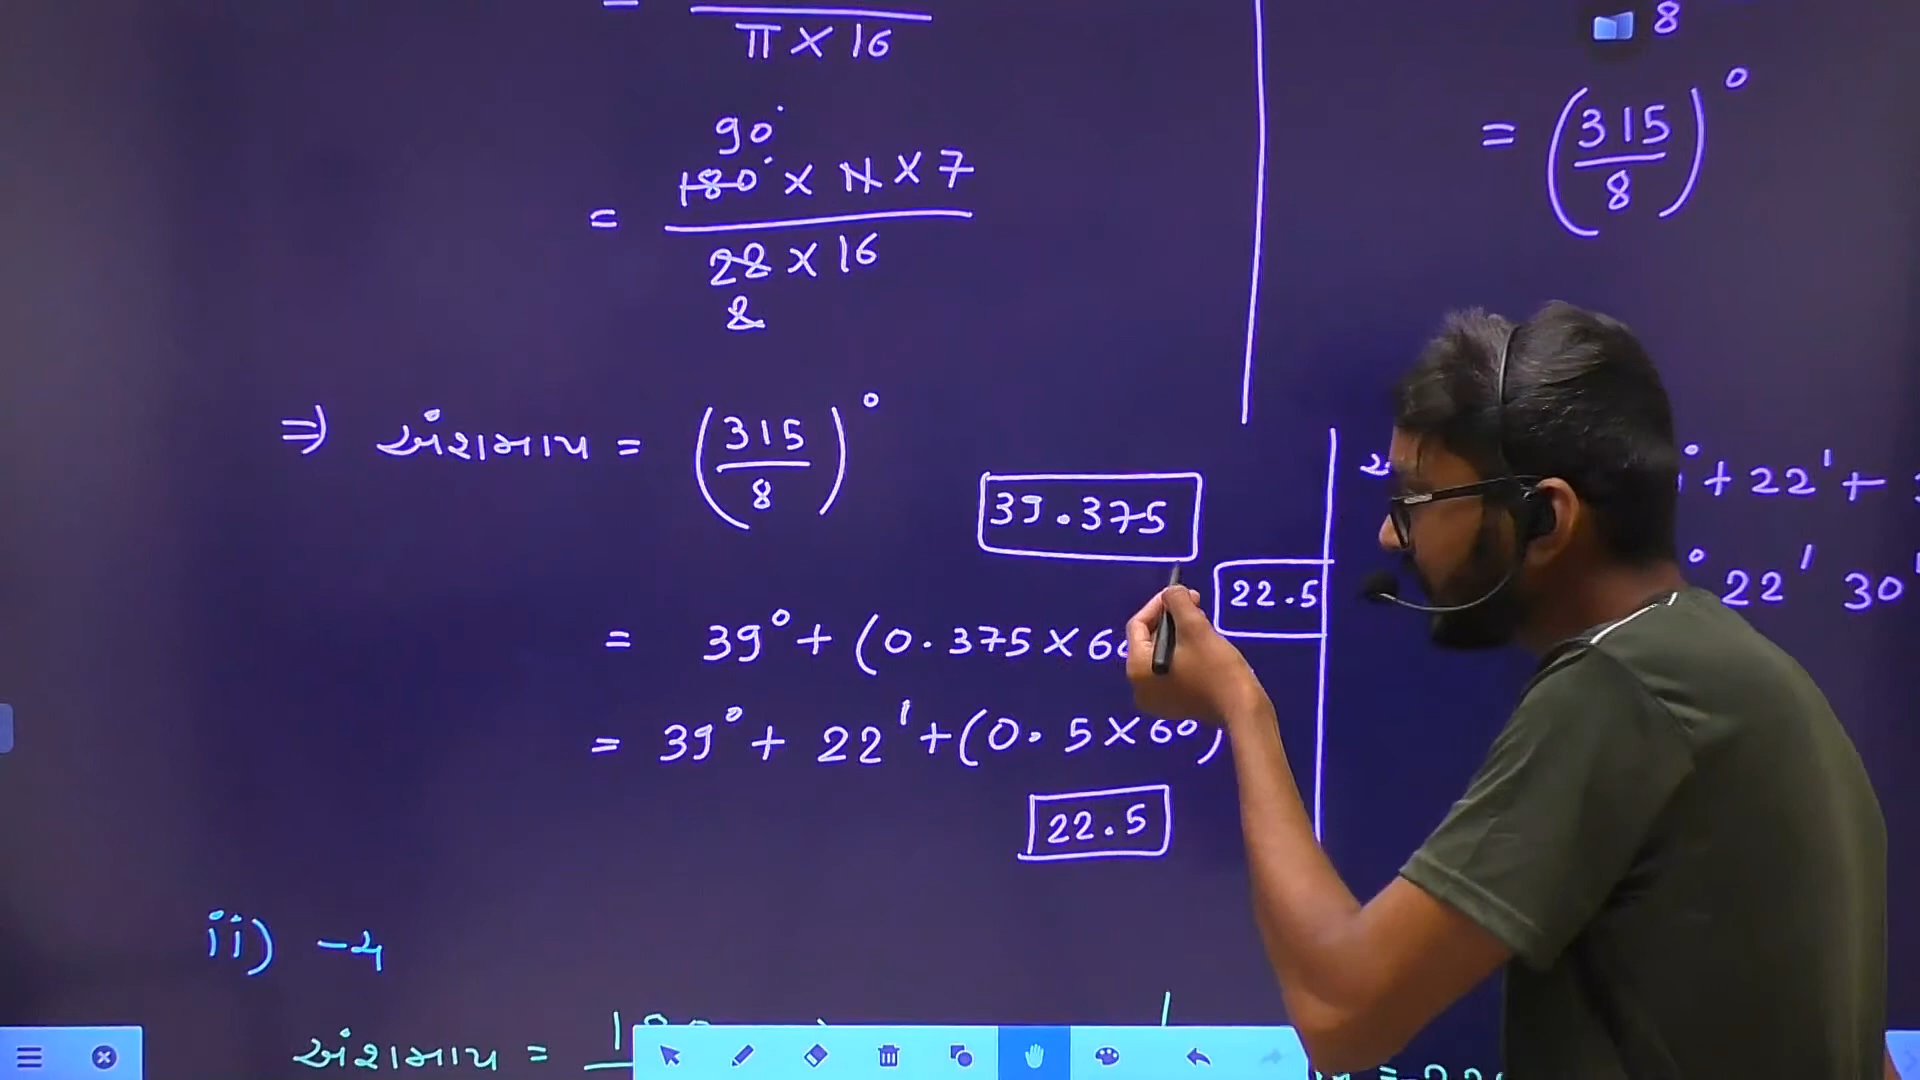 =
π × 16
90°
= 180° × 11 × 7
28 × 16
2
⇒ અંશમાપ = (315/8)°
39.375
22.5
= 39° + (0.375 × 60
= 39° + 22' + (0.5 × 60)
22.5
ii) -4
અંશમાપ =
8
= (315/8)°
° + 22' +
° 22' 30'